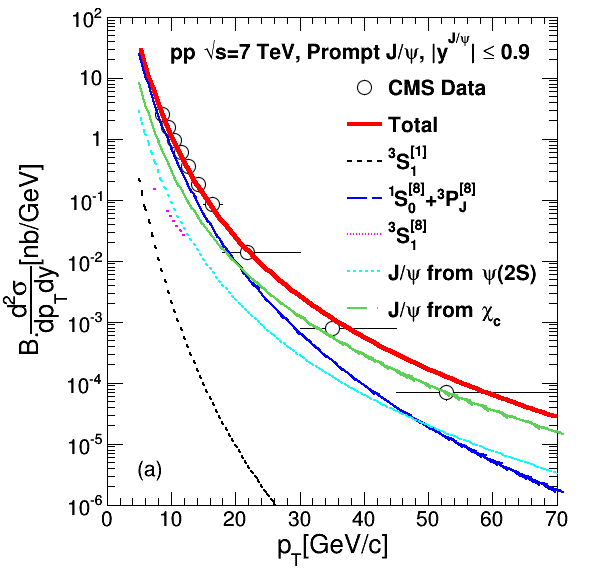 pp √s=7 TeV, Prompt J/ψ, |y^{J/ψ}| ≤ 0.9
CMS Data
Total
³S₁^{[1]}
¹S₀^{[8]}+³P_J^{[8]}
³S₁^{[8]}
J/ψ from ψ(2S)
J/ψ from χ_c
(a)
10²
10
1
10⁻¹
10⁻²
10⁻³
10⁻⁴
10⁻⁵
10⁻⁶
B.d²σ/dp_Tdy[nb/GeV]
0 10 20 30 40 50 60 70
p_T[GeV/c]